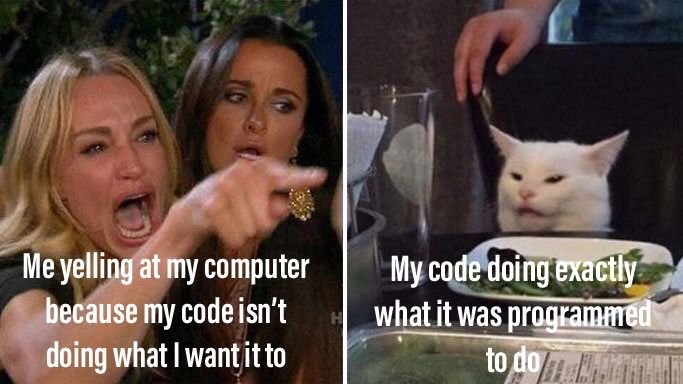 Me yelling at my computer
because my code isn't
doing what I want it to
My code doing exactly
what it was programmed
to do